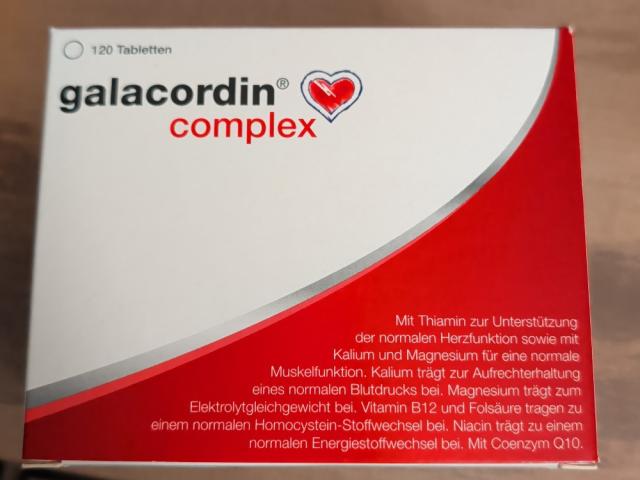 120 Tabletten
galacordin®
complex
Mit Thiamin zur Unterstützung
der normalen Herzfunktion sowie mit
Kalium und Magnesium für eine normale
Muskelfunktion. Kalium trägt zur Aufrechterhaltung
eines normalen Blutdrucks bei. Magnesium trägt zum
Elektrolytgleichgewicht bei. Vitamin B12 und Folsäure tragen zu
einem normalen Homocystein-Stoffwechsel bei. Niacin trägt zu einem
normalen Energiestoffwechsel bei. Mit Coenzym Q10.